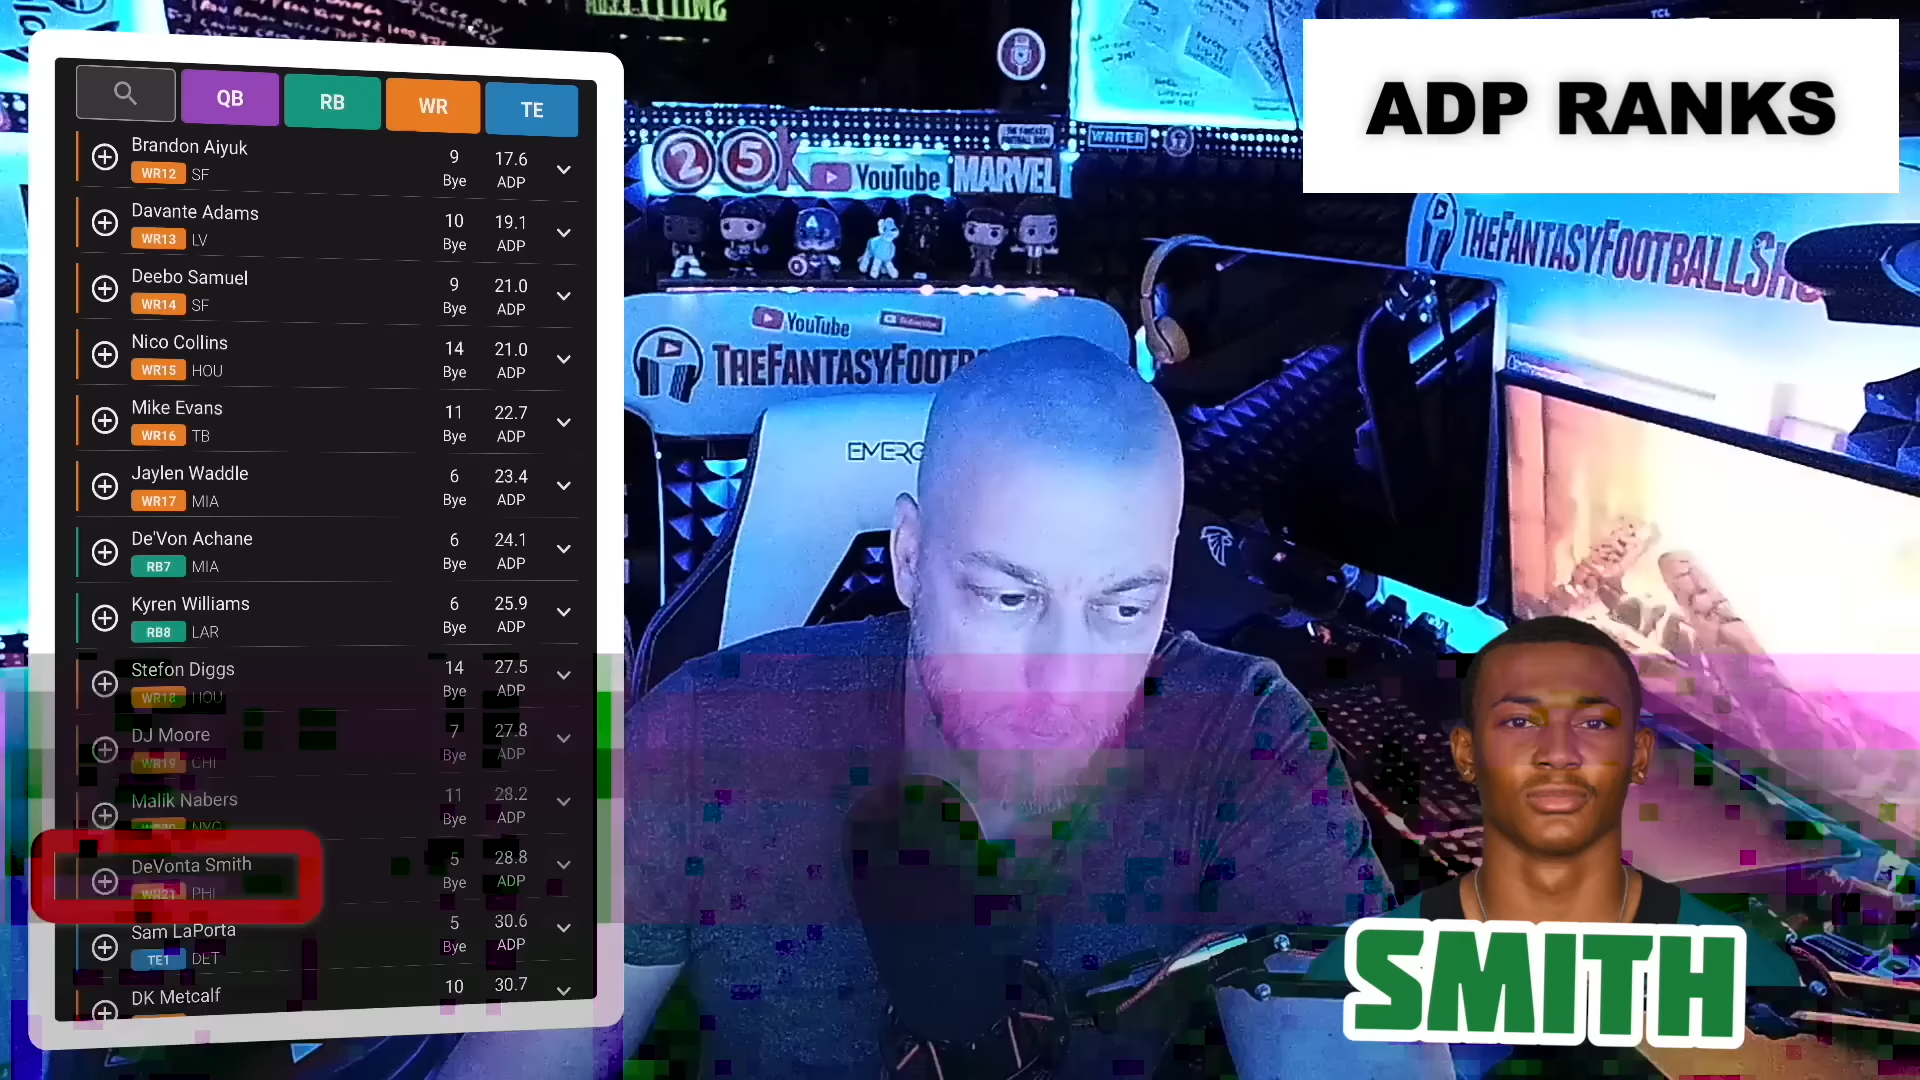 QB RB WR TE
Brandon Aiyuk 9 17.6
WR12 SF Bye ADP
Davante Adams 10 19.1
WR13 LV Bye ADP
Deebo Samuel 9 21.0
WR14 SF Bye ADP
Nico Collins 14 21.0
WR15 HOU Bye ADP
Mike Evans 11 22.7
WR16 TB Bye ADP
Jaylen Waddle 6 23.4
WR17 MIA Bye ADP
De'Von Achane 6 24.1
RB7 MIA Bye ADP
Kyren Williams 6 25.9
RB8 LAR Bye ADP
Stefon Diggs 14 27.5
WR18 HOU Bye ADP
DJ Moore 7 27.8
WR19 CHI Bye ADP
Malik Nabers 11 28.2
Bye ADP
DeVonta Smith 5 28.8
WR21 PHI Bye ADP
Sam LaPorta 5 30.6
TE1 DET Bye ADP
DK Metcalf 10 30.7
ADP RANKS
TCL
WRITER
25K YouTube MARVEL
THEFANTASYFOOTBALLSH
YouTube
THEFANTASYFOOTB
EMERG
SMITH